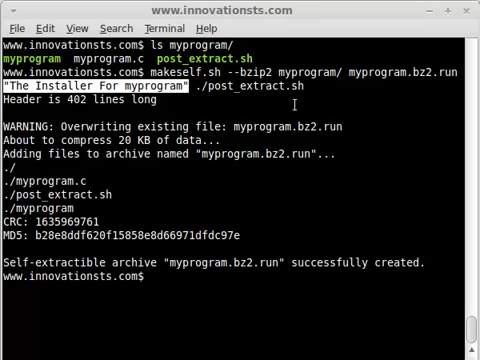 www.innovationsts.com
File Edit View Search Terminal Help
www.innovationsts.com$ ls myprogram/
myprogram myprogram.c post_extract.sh
www.innovationsts.com$ makeself.sh --bzip2 myprogram/ myprogram.bz2.run
"The Installer For myprogram" ./post_extract.sh
Header is 402 lines long
WARNING: Overwriting existing file: myprogram.bz2.run
About to compress 20 KB of data...
Adding files to archive named "myprogram.bz2.run"...
./
./myprogram.c
./post_extract.sh
./myprogram
CRC: 1635969761
MD5: b28e8ddf620f15858e8d66971dfdc97e
Self-extractible archive "myprogram.bz2.run" successfully created.
www.innovationsts.com$